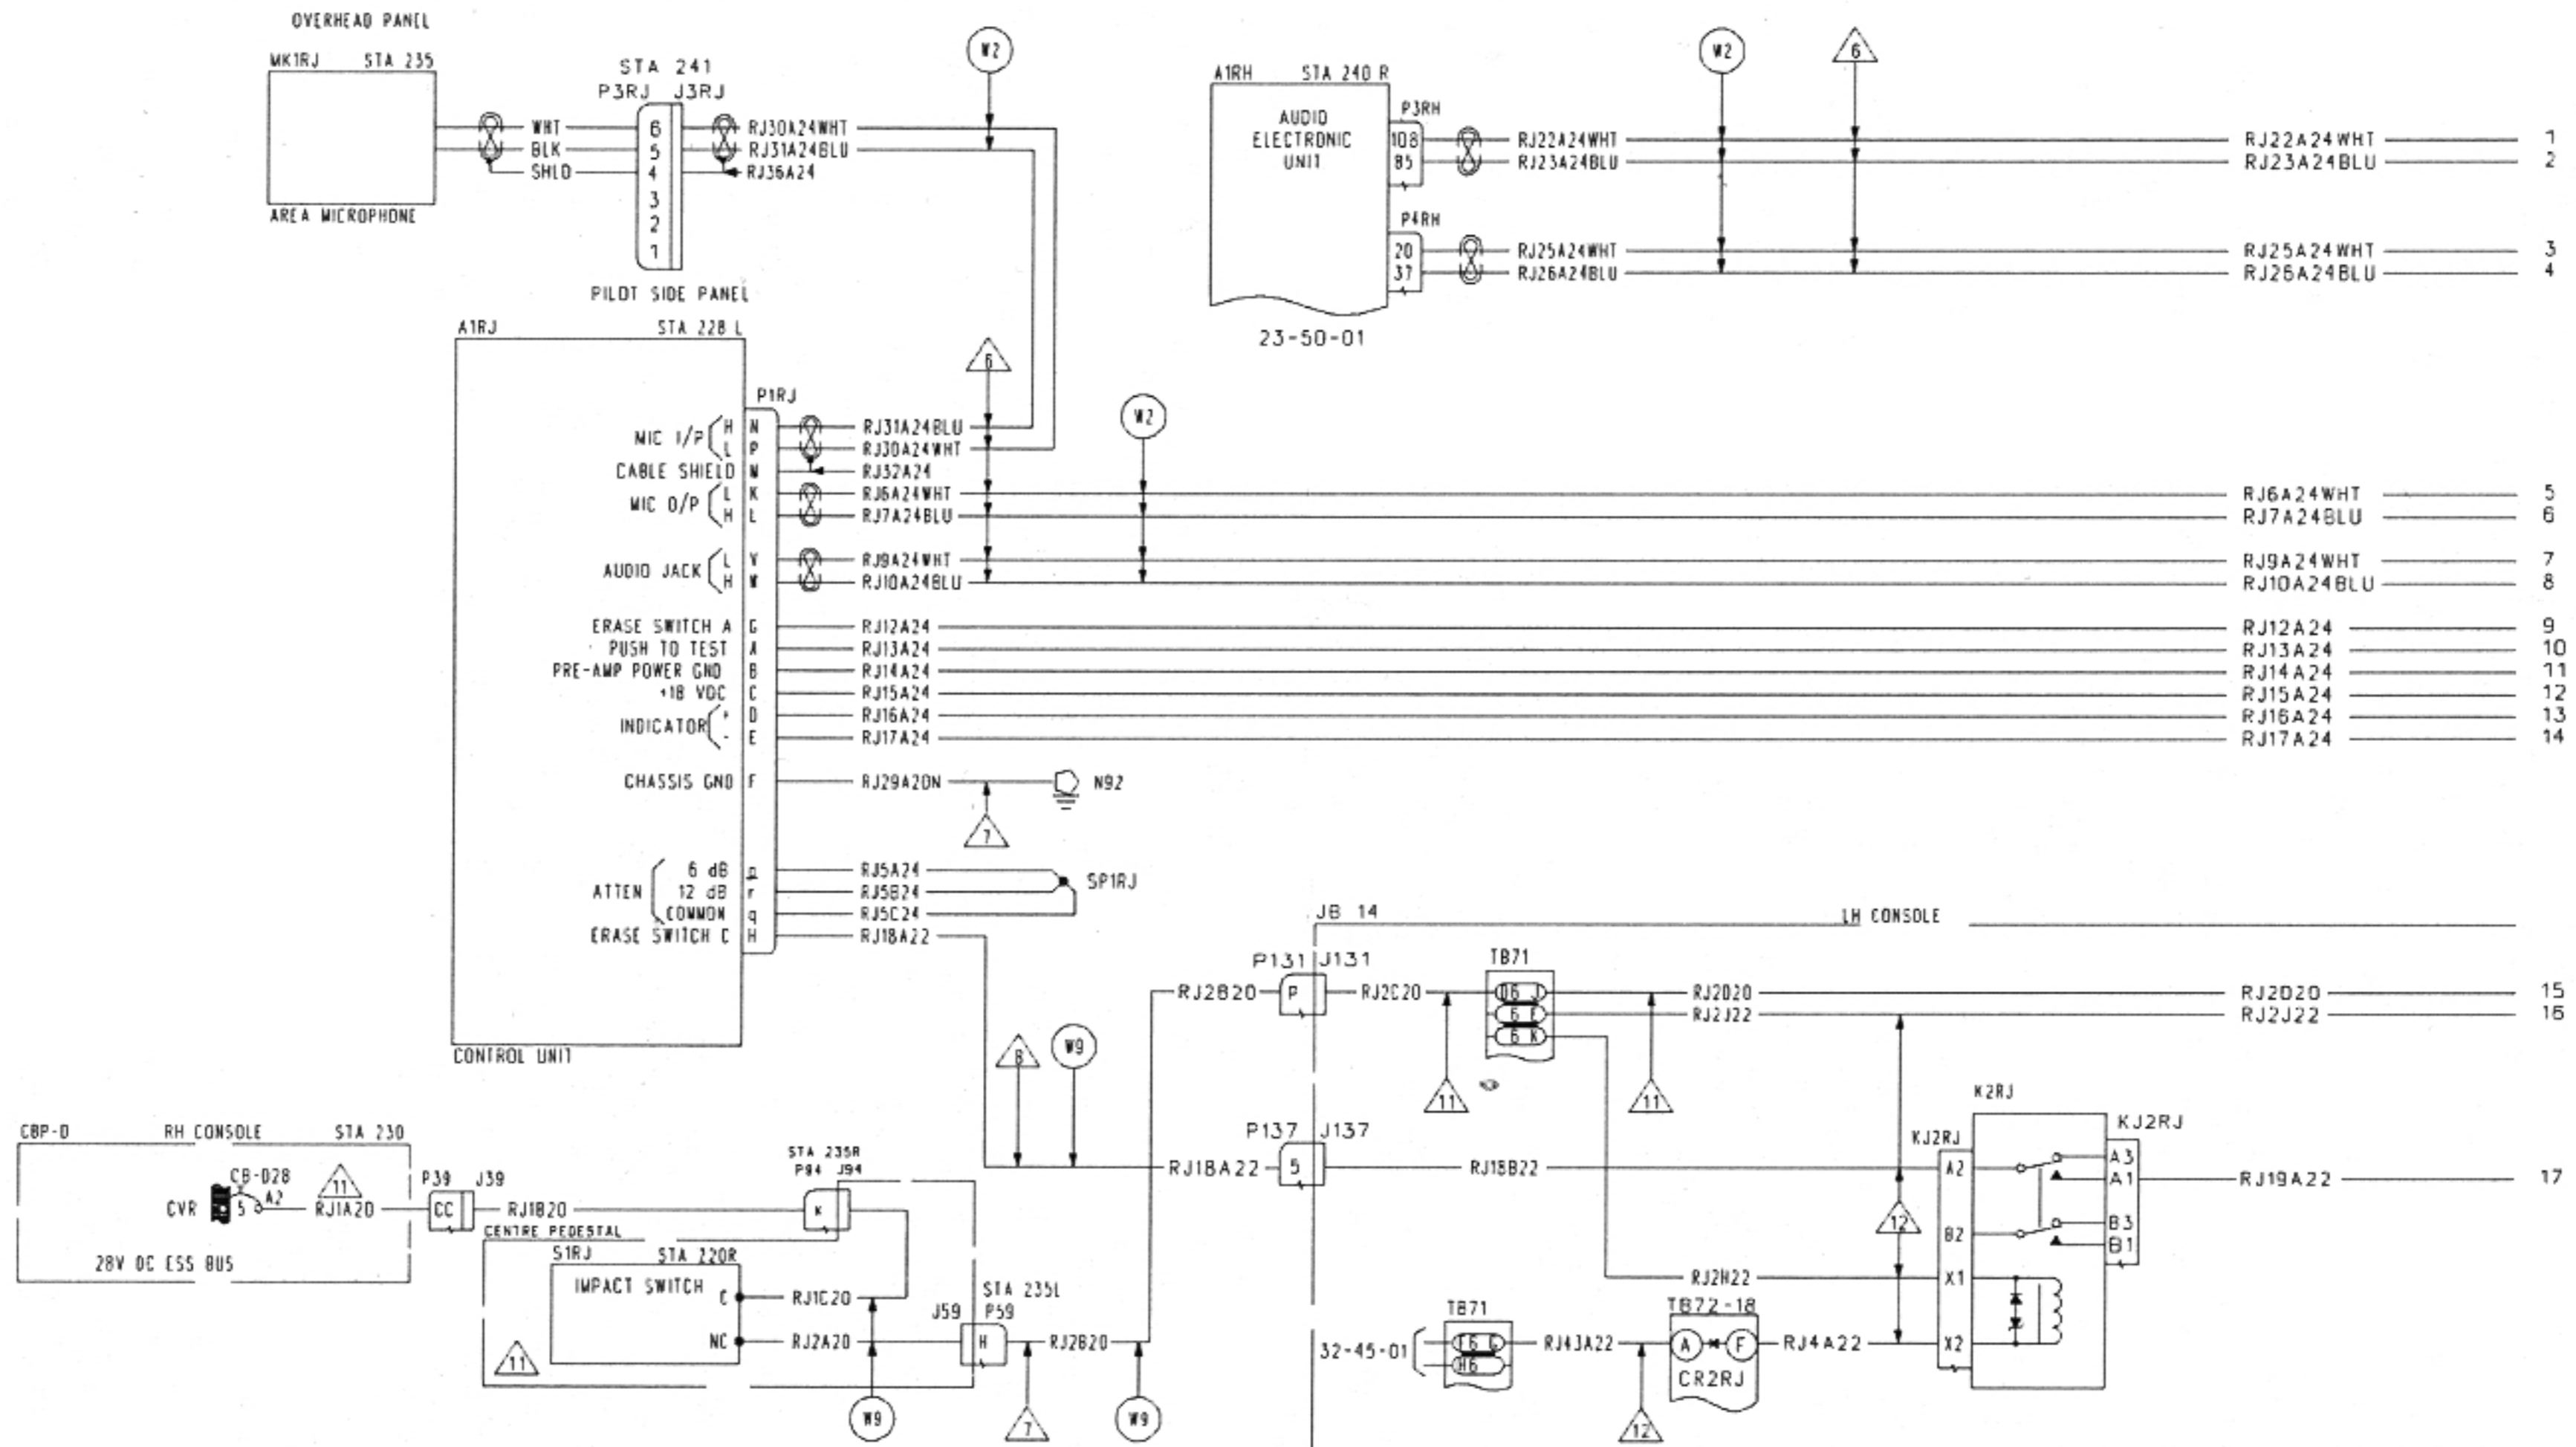 OVERHEAD PANEL
MK1RJ STA 235
AREA MICROPHONE
WHT
BLK
SHLD
STA 241
P3RJ J3RJ
6
5
4
3
2
1
RJ30A24WHT
RJ31A24BLU
RJ36A24
W2
A1RH STA 240 R
AUDIO
ELECTRONIC
UNIT
23-50-01
P3RH
108 RJ22A24WHT
85 RJ23A24BLU
P4RH
20 RJ25A24WHT
37 RJ26A24BLU
W2
6
RJ22A24WHT 1
RJ23A24BLU 2
RJ25A24WHT 3
RJ26A24BLU 4
PILOT SIDE PANEL
A1RJ STA 228 L
P1RJ
6
W2
MIC I/P H N RJ31A24BLU
L P RJ30A24WHT
CABLE SHIELD M RJ32A24
MIC O/P L K RJ6A24WHT RJ6A24WHT 5
H L RJ7A24BLU RJ7A24BLU 6
AUDIO JACK L V RJ9A24WHT RJ9A24WHT 7
H W RJ10A24BLU RJ10A24BLU 8
ERASE SWITCH A G RJ12A24 RJ12A24 9
PUSH TO TEST A RJ13A24 RJ13A24 10
PRE-AMP POWER GND B RJ14A24 RJ14A24 11
+18 VDC C RJ15A24 RJ15A24 12
INDICATOR + D RJ16A24 RJ16A24 13
- E RJ17A24 RJ17A24 14
CHASSIS GND F RJ29A20N N92
7
ATTEN 6 dB p RJ5A24
12 dB r RJ5B24
COMMON q RJ5C24
SP1RJ
ERASE SWITCH C H RJ18A22
CONTROL UNIT
JB 14 LH CONSOLE
P131 J131
RJ2B20 P RJ2C20
TB71
6 J RJ2D20 RJ2D20 15
6 F RJ2J22 RJ2J22 16
6 K
11
11
8
W9
P137 J137
RJ18A22 5 RJ18B22
K2RJ
KJ2RJ
KJ2RJ
A2
B2
X1
X2
A3
A1
B3
B1
RJ19A22 17
12
RJ2H22
CBP-D RH CONSOLE STA 230
CB-D28
CVR 5 A2
11
RJ1A20
28V DC ESS BUS
P39 J39
CC
RJ1B20
STA 235R
P94 J94
K
CENTRE PEDESTAL
S1RJ STA 220R
IMPACT SWITCH
C RJ1C20
NC RJ2A20
11
W9
STA 235L
J59 P59
H RJ2B20
7
W9
32-45-01
TB71
6 G
H6
RJ43A22
12
TB72-18
A F
CR2RJ
RJ4A22